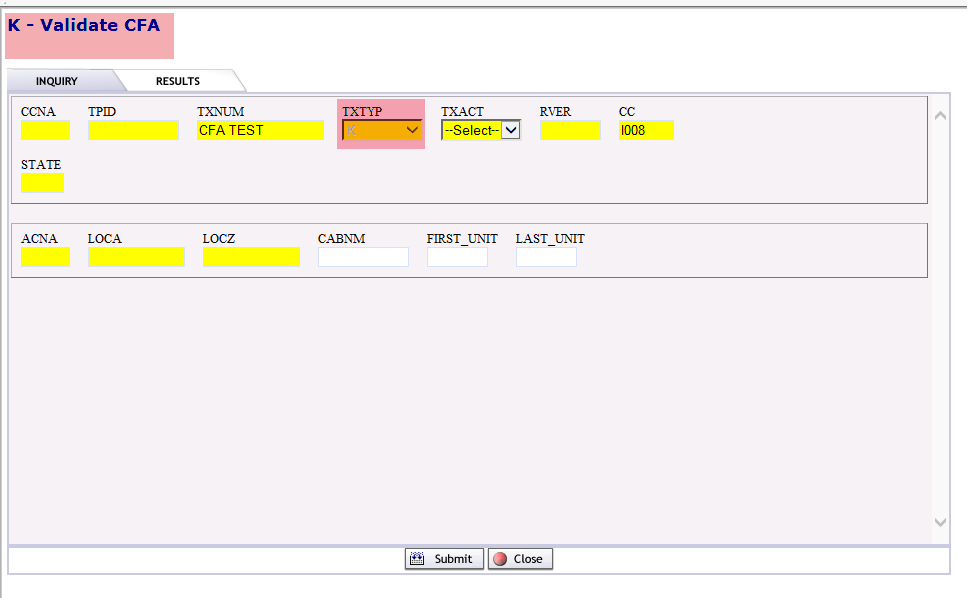 K - Validate CFA
INQUIRY RESULTS
CCNA TPID TXNUM TXTYP TXACT RVER CC
CFA TEST K --Select-- I008
STATE
ACNA LOCA LOCZ CABNM FIRST_UNIT LAST_UNIT
Submit Close